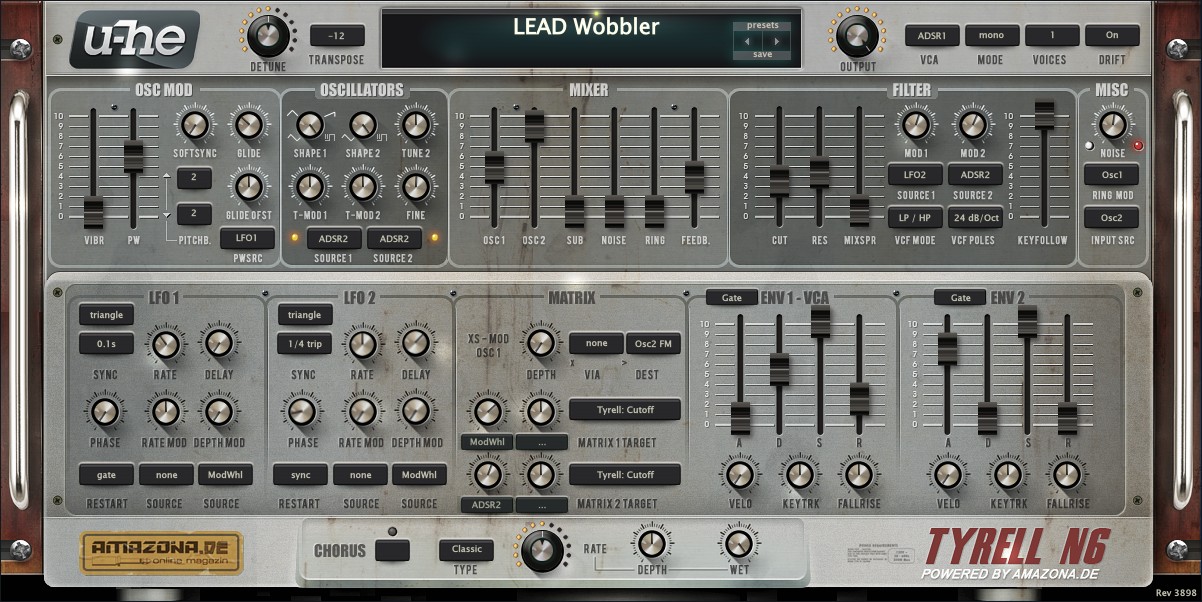 u-he
DETUNE
-12
TRANSPOSE
LEAD Wobbler
presets
save
OUTPUT
ADSR1
VCA
mono
MODE
1
VOICES
On
DRIFT
OSC MOD
10
9
8
7
6
5
4
3
2
1
0
VIBR
PW
SOFTSYNC
GLIDE
2
2
PITCHB.
GLIDE OFST
LFO1
PWSRC
OSCILLATORS
SHAPE 1
SHAPE 2
TUNE 2
T-MOD 1
T-MOD 2
FINE
ADSR2
ADSR2
SOURCE 1
SOURCE 2
MIXER
10
9
8
7
6
5
4
3
2
1
0
OSC 1
OSC 2
SUB
NOISE
RING
FEEDB.
FILTER
10
9
8
7
6
5
4
3
2
1
0
CUT
RES
MIXSPR
MOD 1
MOD 2
LFO2
ADSR2
SOURCE 1
SOURCE 2
LP / HP
24 dB/Oct
VCF MODE
VCF POLES
10
9
8
7
6
5
4
3
2
1
0
KEYFOLLOW
MISC
NOISE
Osc1
RING MOD
Osc2
INPUT SRC
LFO 1
triangle
0.1s
SYNC
RATE
DELAY
PHASE
RATE MOD
DEPTH MOD
gate
none
ModWhl
RESTART
SOURCE
SOURCE
LFO 2
triangle
1/4 trip
SYNC
RATE
DELAY
PHASE
RATE MOD
DEPTH MOD
sync
none
ModWhl
RESTART
SOURCE
SOURCE
MATRIX
XS - MOD
OSC 1
DEPTH
none
Osc2 FM
x
VIA
>
DEST
Tyrell: Cutoff
ModWhl
...
MATRIX 1 TARGET
Tyrell: Cutoff
ADSR2
...
MATRIX 2 TARGET
Gate
ENV 1 - VCA
10
9
8
7
6
5
4
3
2
1
0
A
D
S
R
VELO
KEYTRK
FALLRISE
Gate
ENV 2
10
9
8
7
6
5
4
3
2
1
0
A
D
S
R
VELO
KEYTRK
FALLRISE
AMAZONA.DE
online magazin
CHORUS
Classic
TYPE
RATE
DEPTH
WET
TYRELL N6
POWERED BY AMAZONA.DE
Rev 3898